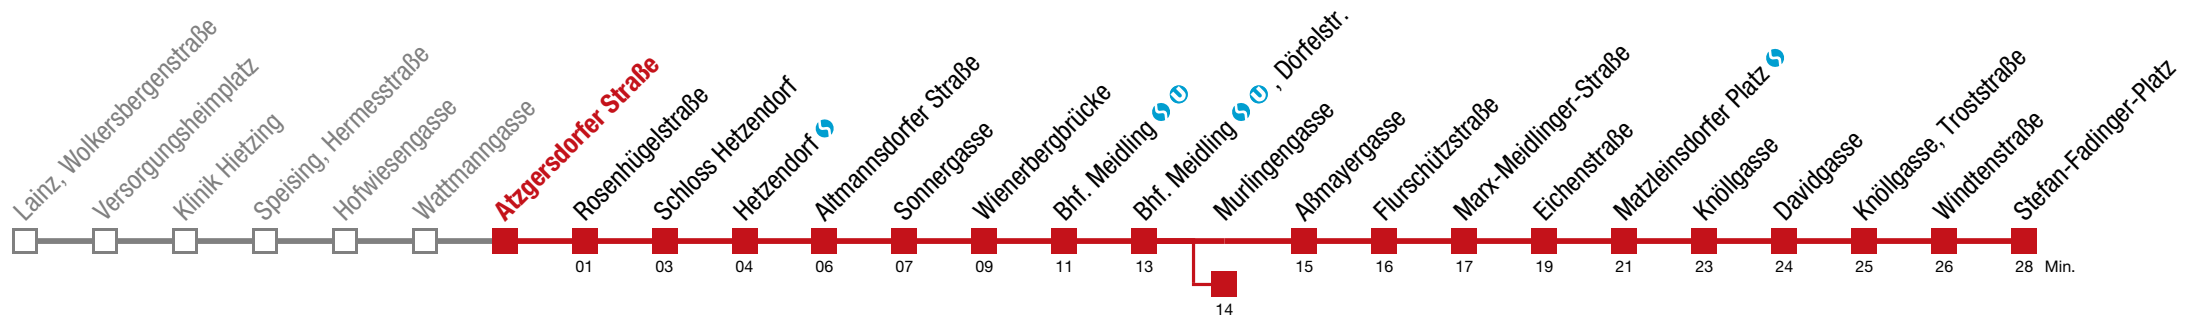 Lainz, Wolkersbergenstraße
Versorgungsheimplatz
Klinik Hietzing
Speising, Hermesstraße
Hofwiesengasse
Wattmanngasse
Atzgersdorfer Straße
Rosenhügelstraße
Schloss Hetzendorf
Hetzendorf S
Altmannsdorfer Straße
Sonnergasse
Wienerbergbrücke
Bhf. Meidling S U
Bhf. Meidling S U , Dörfelstr.
Murlingengasse
Aßmayergasse
Flurschützstraße
Marx-Meidlinger-Straße
Eichenstraße
Matzleinsdorfer Platz S
Knöllgasse
Davidgasse
Knöllgasse, Troststraße
Windtenstraße
Stefan-Fadinger-Platz
01 03 04 06 07 09 11 13 15 16 17 19 21 23 24 25 26 28 Min.
14